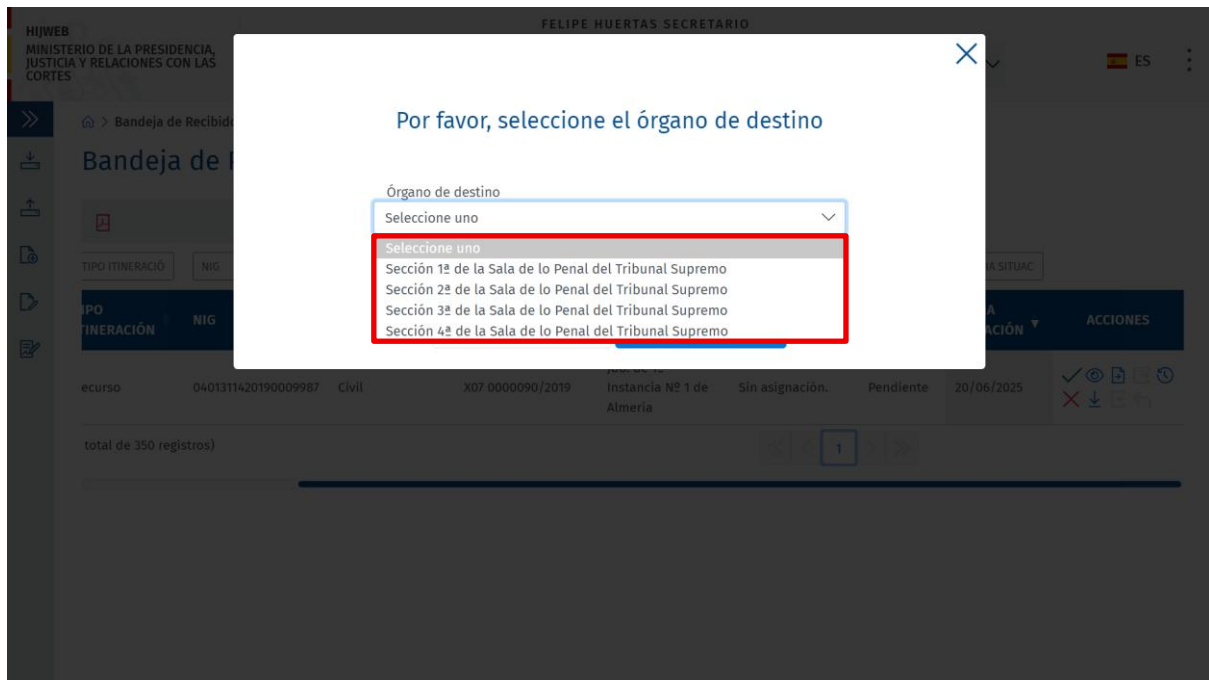 HIJWEB
MINISTERIO DE LA PRESIDENCIA,
JUSTICIA Y RELACIONES CON LAS
CORTES
FELIPE HUERTAS SECRETARIO
ES
> Bandeja de Recibido
Bandeja de
Por favor, seleccione el órgano de destino
Órgano de destino
Seleccione uno
Seleccione uno
Sección 1ª de la Sala de lo Penal del Tribunal Supremo
Sección 2ª de la Sala de lo Penal del Tribunal Supremo
Sección 3ª de la Sala de lo Penal del Tribunal Supremo
Sección 4ª de la Sala de lo Penal del Tribunal Supremo
TIPO ITINERACIÓ NIG IA SITUAC
IPO
TINERACIÓN NIG A
ACIÓN ▼ ACCIONES
ecurso 0401311420190009987 Civil X07 0000090/2019 Instancia Nº 1 de
Almería Sin asignación. Pendiente 20/06/2025
total de 350 registros)
1